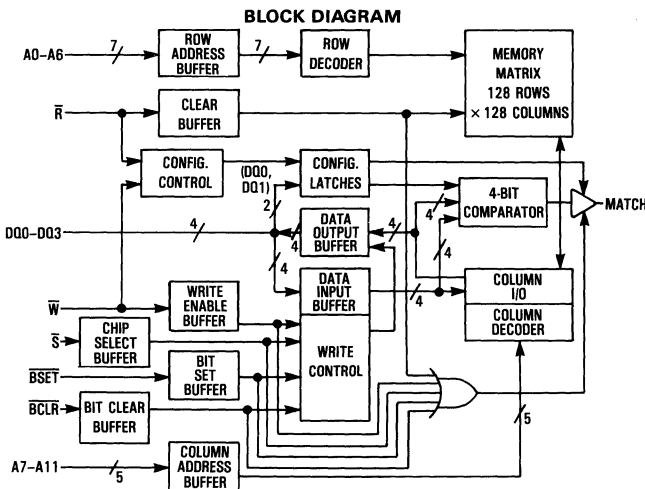 BLOCK DIAGRAM
A0–A6
7
ROW
ADDRESS
BUFFER
7
ROW
DECODER
MEMORY
MATRIX
128 ROWS
× 128 COLUMNS
R̅
CLEAR
BUFFER
CONFIG.
CONTROL
(DQ0,
DQ1)
2
CONFIG.
LATCHES
4-BIT
COMPARATOR
MATCH
DQ0–DQ3
4
4
DATA
OUTPUT
BUFFER
4
4
4
4
DATA
INPUT
BUFFER
4
COLUMN
I/O
COLUMN
DECODER
W̅
WRITE
ENABLE
BUFFER
S̅
CHIP
SELECT
BUFFER
WRITE
CONTROL
B̅S̅E̅T̅
BIT
SET
BUFFER
B̅C̅L̅R̅
BIT CLEAR
BUFFER
5
A7–A11
5
COLUMN
ADDRESS
BUFFER